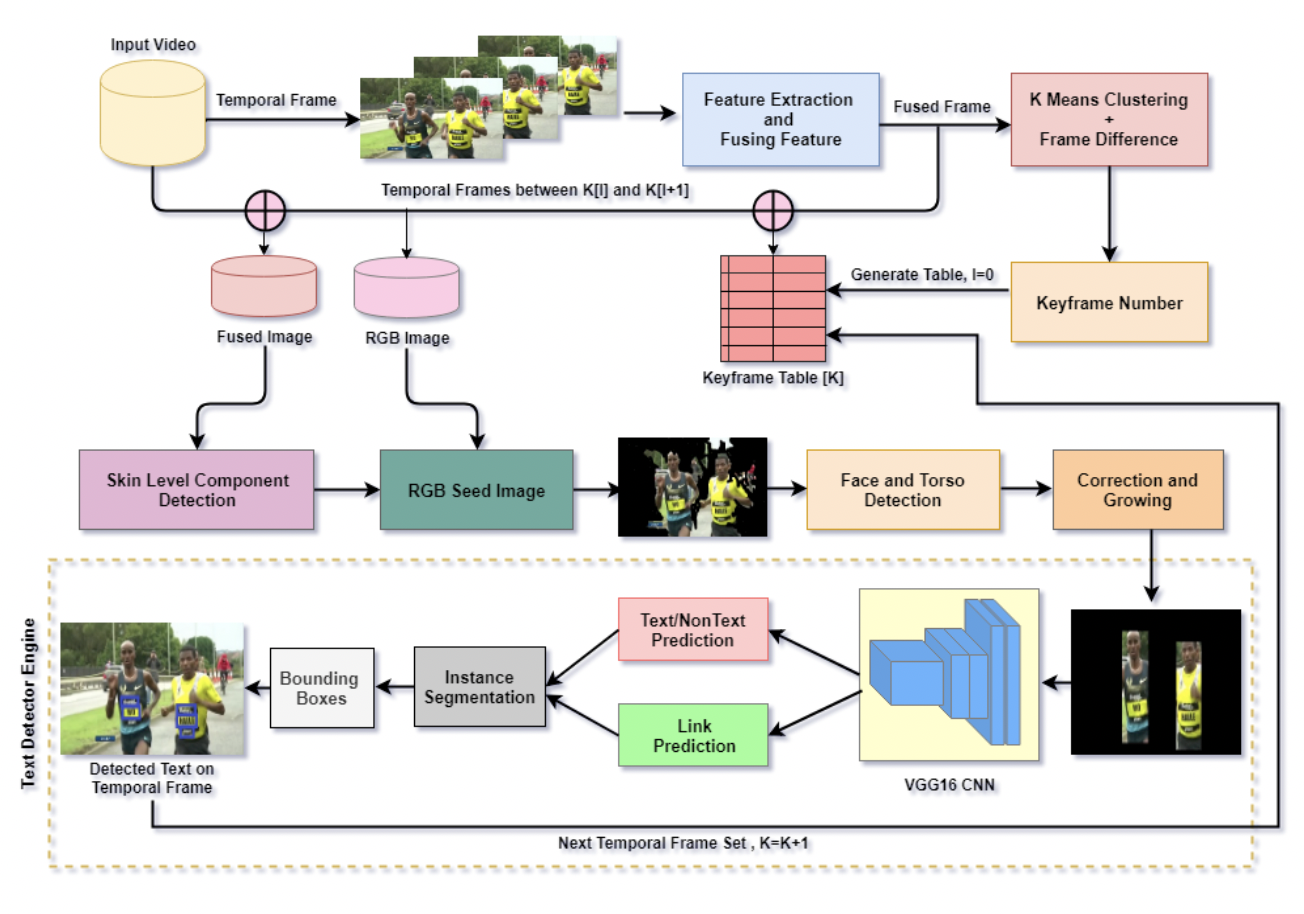 Input Video
Temporal Frame
Feature Extraction
and
Fusing Feature
Fused Frame
K Means Clustering
+
Frame Difference
Temporal Frames between K[I] and K[I+1]
Fused Image
RGB Image
Generate Table, I=0
Keyframe Number
Keyframe Table [K]
Skin Level Component
Detection
RGB Seed Image
Face and Torso
Detection
Correction and
Growing
Text Detector Engine
Text/NonText
Prediction
Link
Prediction
Instance
Segmentation
Bounding
Boxes
VGG16 CNN
Detected Text on
Temporal Frame
Next Temporal Frame Set , K=K+1